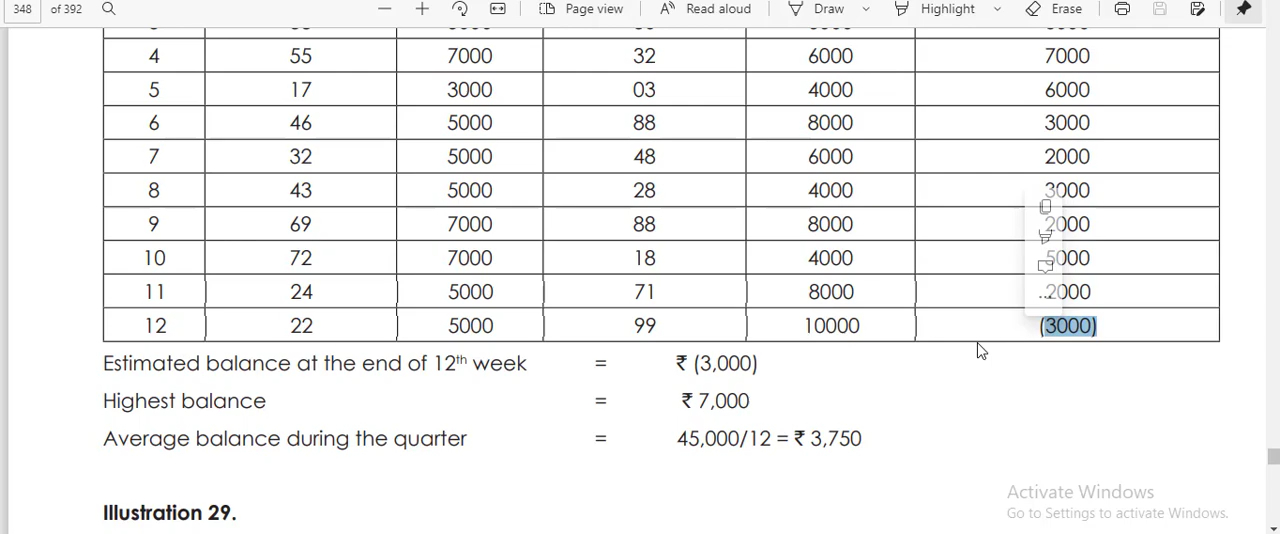 348 of 392 Page view Read aloud Draw Highlight Erase
4 55 7000 32 6000 7000
5 17 3000 03 4000 6000
6 46 5000 88 8000 3000
7 32 5000 48 6000 2000
8 43 5000 28 4000 3000
9 69 7000 88 8000 2000
10 72 7000 18 4000 5000
11 24 5000 71 8000 2000
12 22 5000 99 10000 (3000)
Estimated balance at the end of 12th week = ₹ (3,000)
Highest balance = ₹ 7,000
Average balance during the quarter = 45,000/12 = ₹ 3,750
Activate Windows
Go to Settings to activate Windows.
Illustration 29.